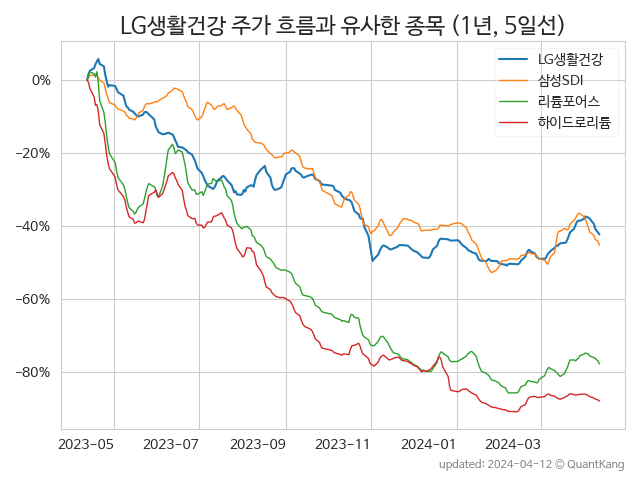 LG생활건강 주가 흐름과 유사한 종목 (1년, 5일선)
LG생활건강
삼성SDI
리튬포어스
하이드로리튬
0%
−20%
−40%
−60%
−80%
2023-05
2023-07
2023-09
2023-11
2024-01
2024-03
updated: 2024-04-12 © QuantKang